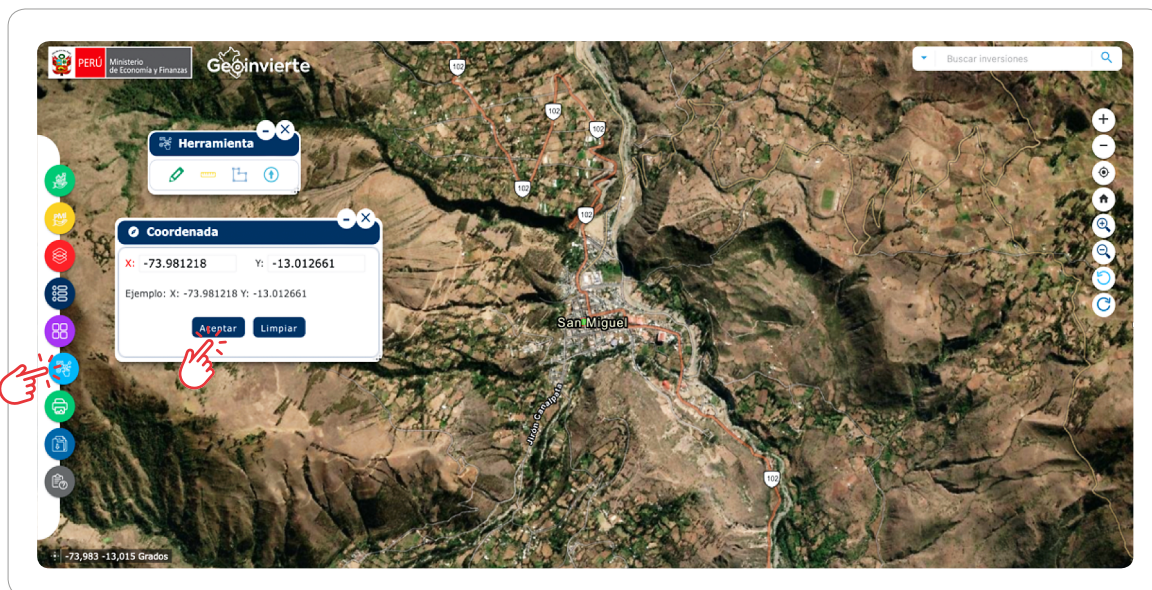 PERÚ
Ministerio
de Economía y Finanzas
Geoinvierte
Buscar inversiones
102
102
102
102
102
Herramienta
Coordenada
X: -73.981218 Y: -13.012661
Ejemplo: X: -73.981218 Y: -13.012661
Aceptar Limpiar
San Miguel
Jirón Canalpata
102
-73,983 -13,015 Grados